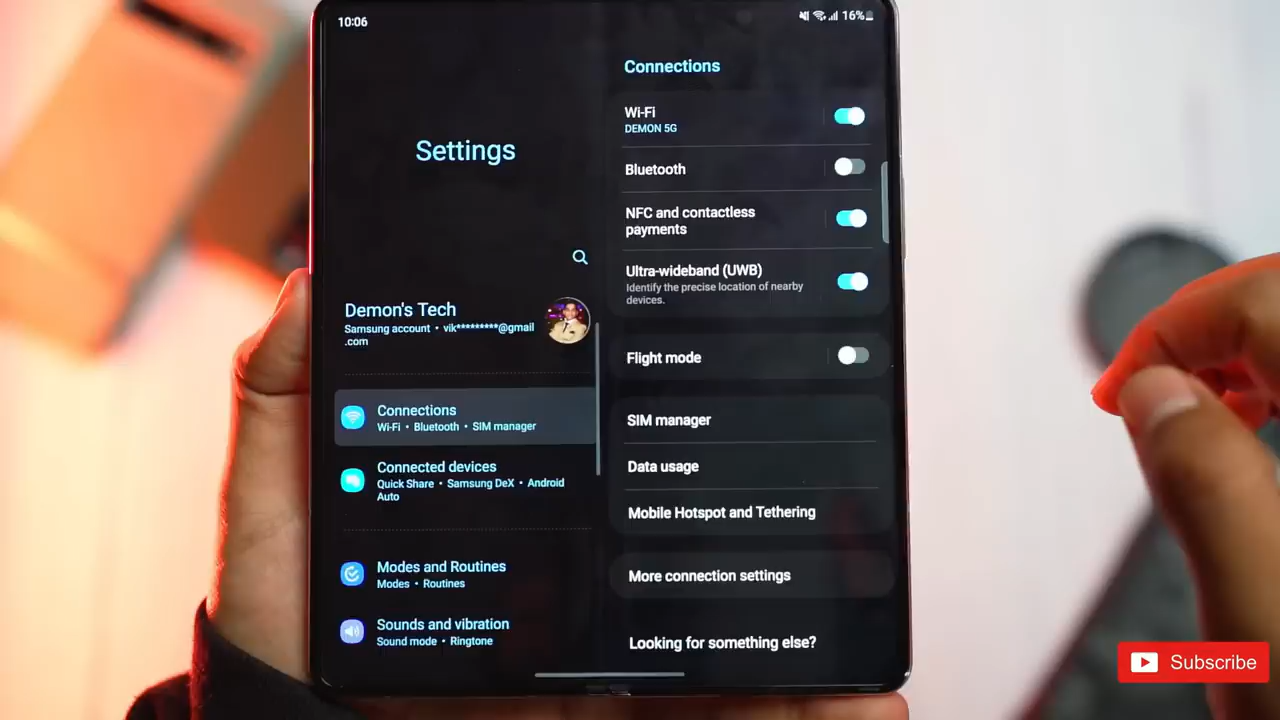 10:06
16%
Settings
Demon's Tech
Samsung account • vik*********@gmail
.com
Connections
Wi-Fi • Bluetooth • SIM manager
Connected devices
Quick Share • Samsung DeX • Android
Auto
Modes and Routines
Modes • Routines
Sounds and vibration
Sound mode • Ringtone
Connections
Wi-Fi
DEMON 5G
Bluetooth
NFC and contactless
payments
Ultra-wideband (UWB)
Identify the precise location of nearby
devices.
Flight mode
SIM manager
Data usage
Mobile Hotspot and Tethering
More connection settings
Looking for something else?
Subscribe